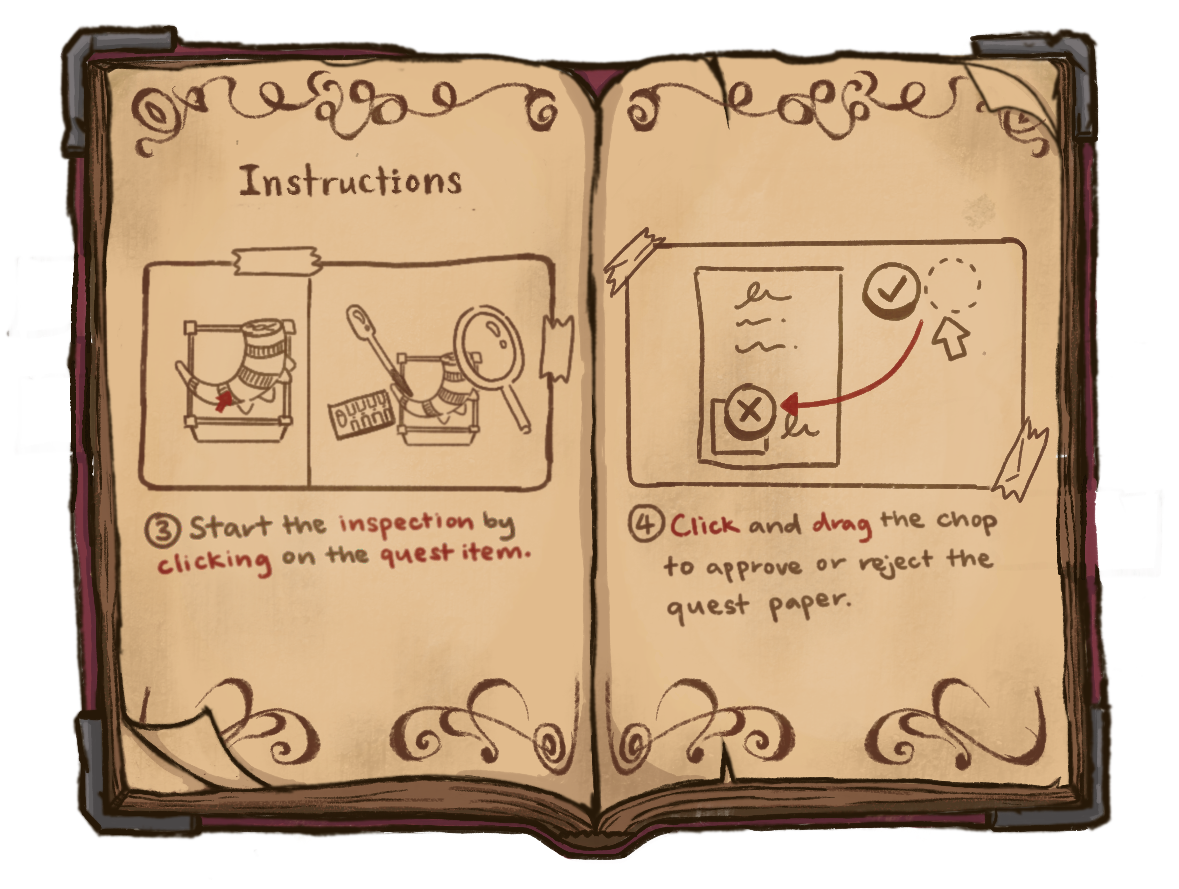 Instructions
③ Start the inspection by
clicking on the quest item.
④ Click and drag the chop
to approve or reject the
quest paper.